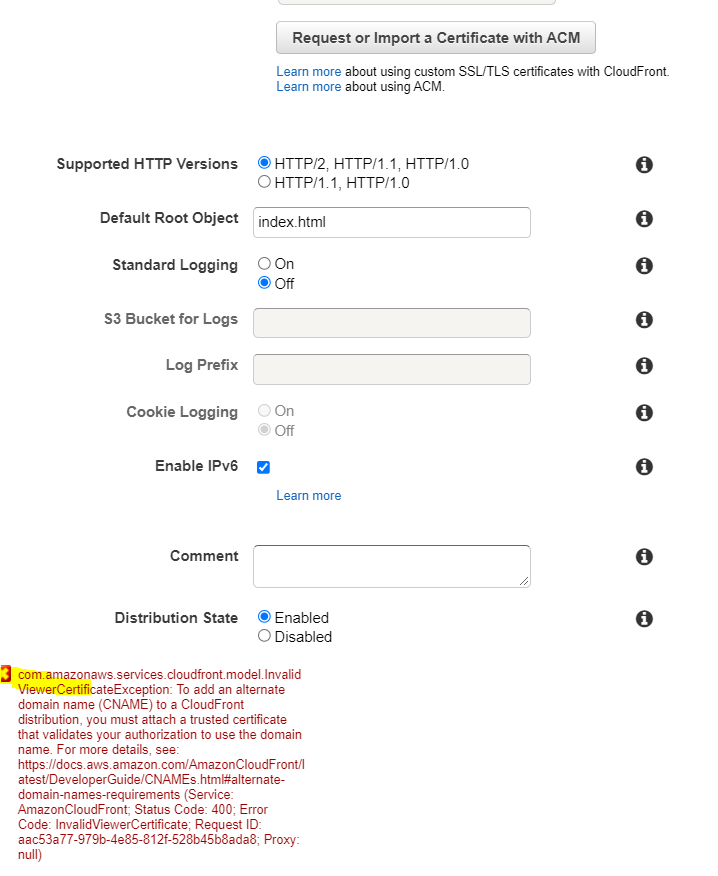 Request or Import a Certificate with ACM
Learn more about using custom SSL/TLS certificates with CloudFront.
Learn more about using ACM.
Supported HTTP Versions
HTTP/2, HTTP/1.1, HTTP/1.0
HTTP/1.1, HTTP/1.0
Default Root Object
index.html
Standard Logging
On
Off
S3 Bucket for Logs
Log Prefix
Cookie Logging
On
Off
Enable IPv6
Learn more
Comment
Distribution State
Enabled
Disabled
3
com.amazonaws.services.cloudfront.model.Invalid
ViewerCertificateException: To add an alternate
domain name (CNAME) to a CloudFront
distribution, you must attach a trusted certificate
that validates your authorization to use the domain
name. For more details, see:
https://docs.aws.amazon.com/AmazonCloudFront/l
atest/DeveloperGuide/CNAMEs.html#alternate-
domain-names-requirements (Service:
AmazonCloudFront; Status Code: 400; Error
Code: InvalidViewerCertificate; Request ID:
aac53a77-979b-4e85-812f-528b45b8ada8; Proxy:
null)